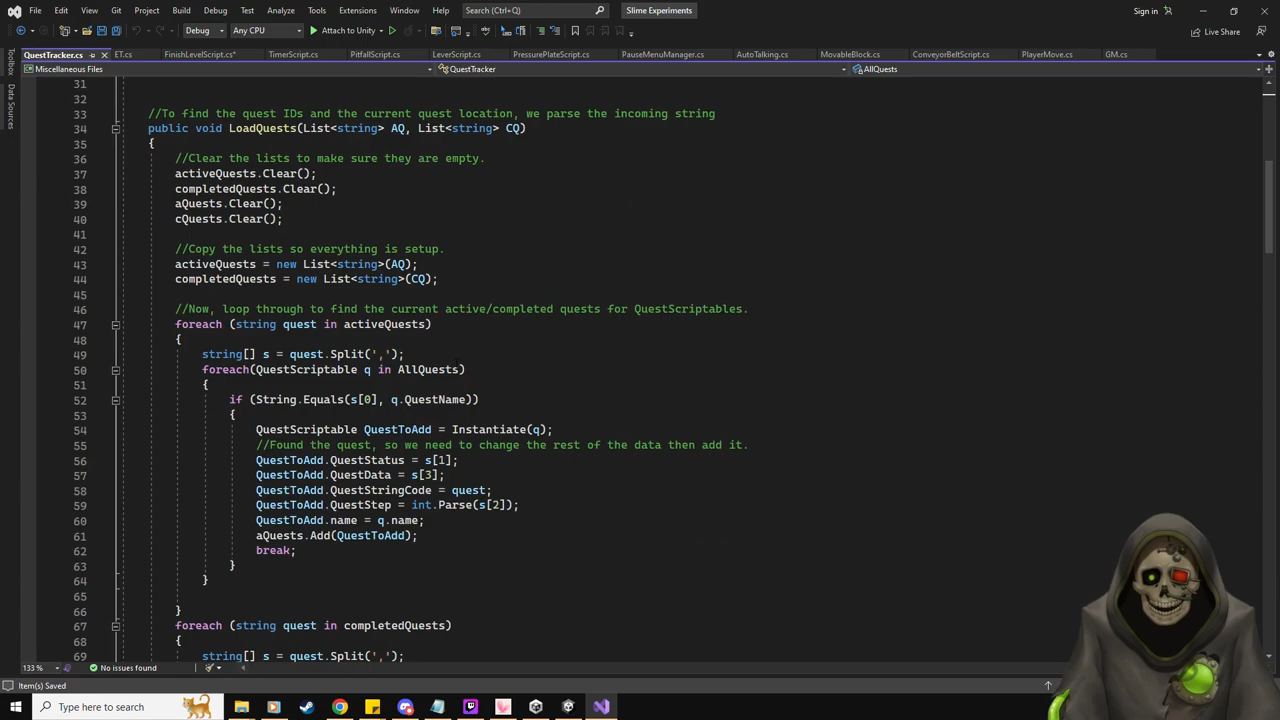 File Edit View Git Project Build Debug Test Analyze Tools Extensions Window Help Search (Ctrl+Q) Slime Experiments Sign in
Debug Any CPU Attach to Unity Live Share
QuestTracker.cs ET.cs FinishLevelScript.cs* TimerScript.cs PitfallScript.cs LeverScript.cs PressurePlateScript.cs PauseMenuManager.cs AutoTalking.cs MovableBlock.cs ConveyorBeltScript.cs PlayerMove.cs GM.cs
Miscellaneous Files QuestTracker AllQuests
Toolbox
Data Sources
31
32
33 //To find the quest IDs and the current quest location, we parse the incoming string
34 public void LoadQuests(List<string> AQ, List<string> CQ)
35 {
36 //Clear the lists to make sure they are empty.
37 activeQuests.Clear();
38 completedQuests.Clear();
39 aQuests.Clear();
40 cQuests.Clear();
41
42 //Copy the lists so everything is setup.
43 activeQuests = new List<string>(AQ);
44 completedQuests = new List<string>(CQ);
45
46 //Now, loop through to find the current active/completed quests for QuestScriptables.
47 foreach (string quest in activeQuests)
48 {
49 string[] s = quest.Split(',');
50 foreach(QuestScriptable q in AllQuests)
51 {
52 if (String.Equals(s[0], q.QuestName))
53 {
54 QuestScriptable QuestToAdd = Instantiate(q);
55 //Found the quest, so we need to change the rest of the data then add it.
56 QuestToAdd.QuestStatus = s[1];
57 QuestToAdd.QuestData = s[3];
58 QuestToAdd.QuestStringCode = quest;
59 QuestToAdd.QuestStep = int.Parse(s[2]);
60 QuestToAdd.name = q.name;
61 aQuests.Add(QuestToAdd);
62 break;
63 }
64 }
65
66 }
67 foreach (string quest in completedQuests)
68 {
69 string[] s = quest.Split(',');
133 % No issues found
Item(s) Saved
Type here to search